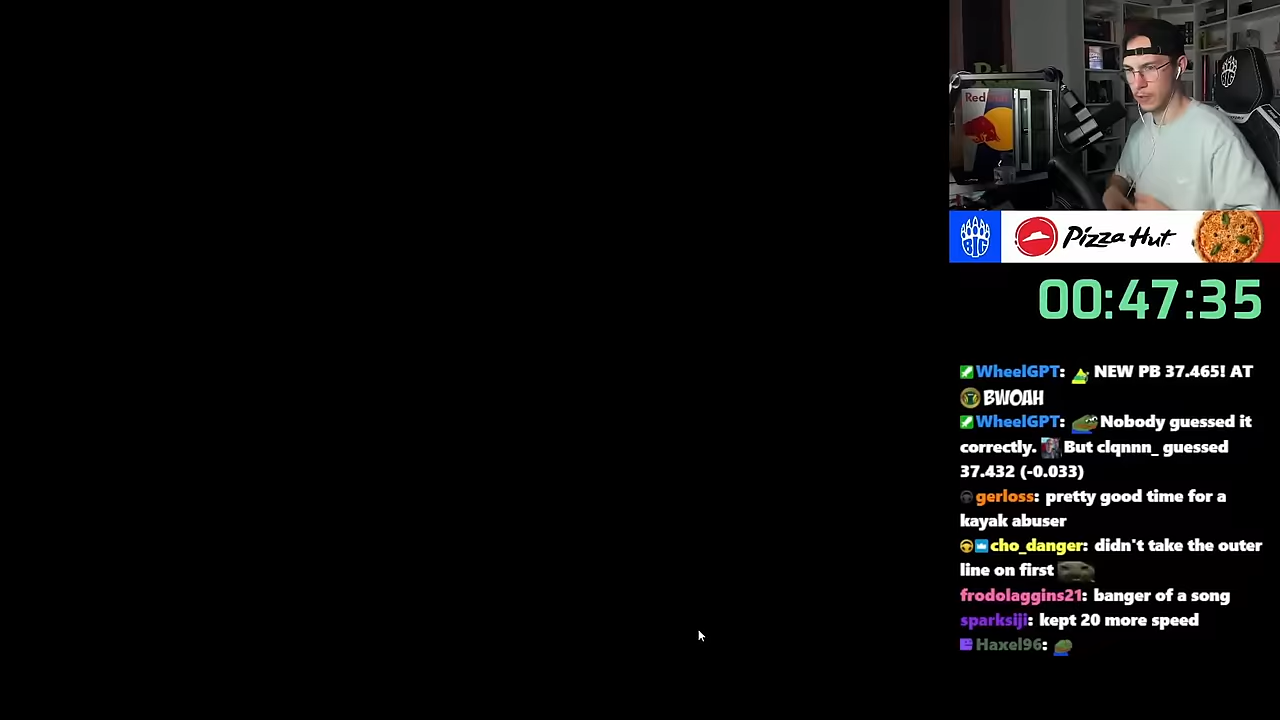 Red
BIG
Pizza Hut
00:47:35
WheelGPT: NEW PB 37.465! AT
BWOAH
WheelGPT: Nobody guessed it
correctly. But clqnnn_ guessed
37.432 (-0.033)
gerloss: pretty good time for a
kayak abuser
cho_danger: didn't take the outer
line on first
frodolaggins21: banger of a song
sparksiji: kept 20 more speed
Haxel96: